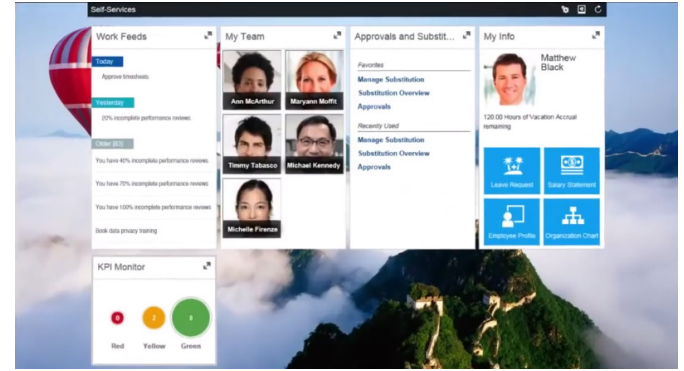 Self-Services
Work Feeds
Today
Approve timesheets
Yesterday
20% incomplete performance reviews
Older (83)
You have 40% incomplete performance reviews
You have 70% incomplete performance reviews
You have 100% incomplete performance reviews
Book data privacy training
My Team
Ann McArthur
Maryann Moffit
Timmy Tabasco
Michael Kennedy
Michelle Firenze
Approvals and Substit...
Favorites
Manage Substitution
Substitution Overview
Approvals
Recently Used
Manage Substitution
Substitution Overview
Approvals
My Info
Matthew
Black
120.00 Hours of Vacation Accrual
remaining
Leave Request
Salary Statement
Employee Profile
Organization Chart
KPI Monitor
0
2
Red
Yellow
Green